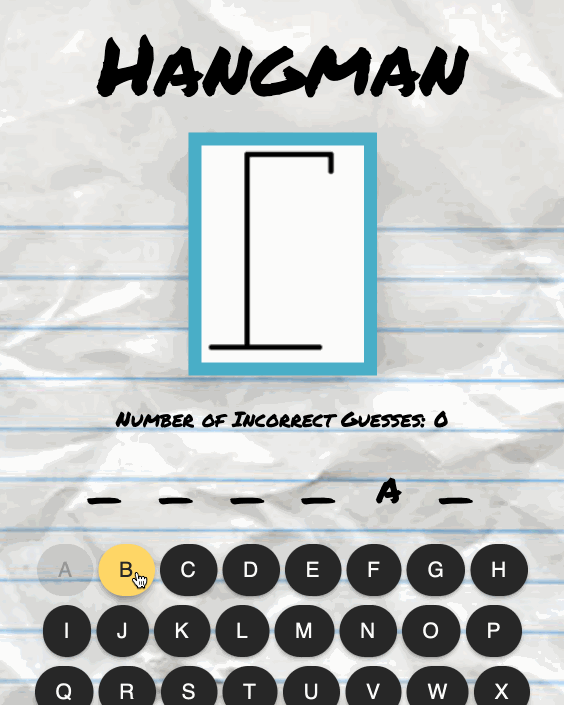 HANGMAN
NUMBER OF INCORRECT GUESSES: 0
_ _ _ _ A _
A B C D E F G H
I J K L M N O P
Q R S T U V W X